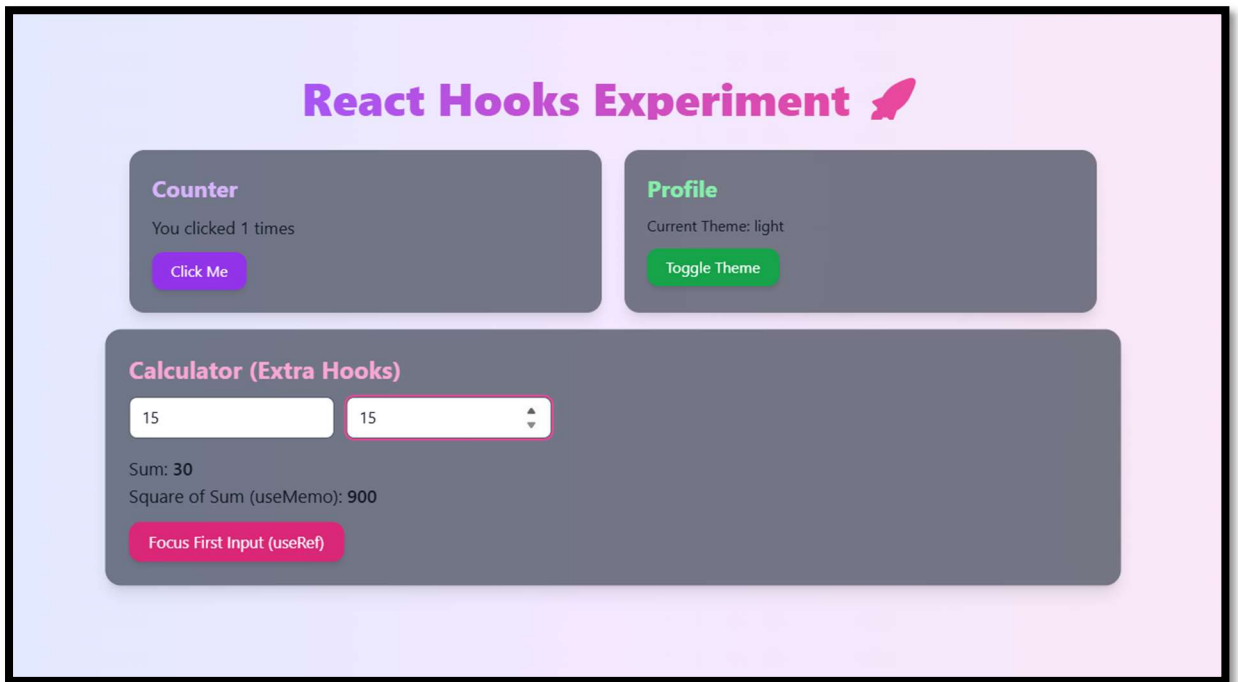 React Hooks Experiment 🚀
Counter
You clicked 1 times
Click Me
Profile
Current Theme: light
Toggle Theme
Calculator (Extra Hooks)
15
15
Sum: 30
Square of Sum (useMemo): 900
Focus First Input (useRef)